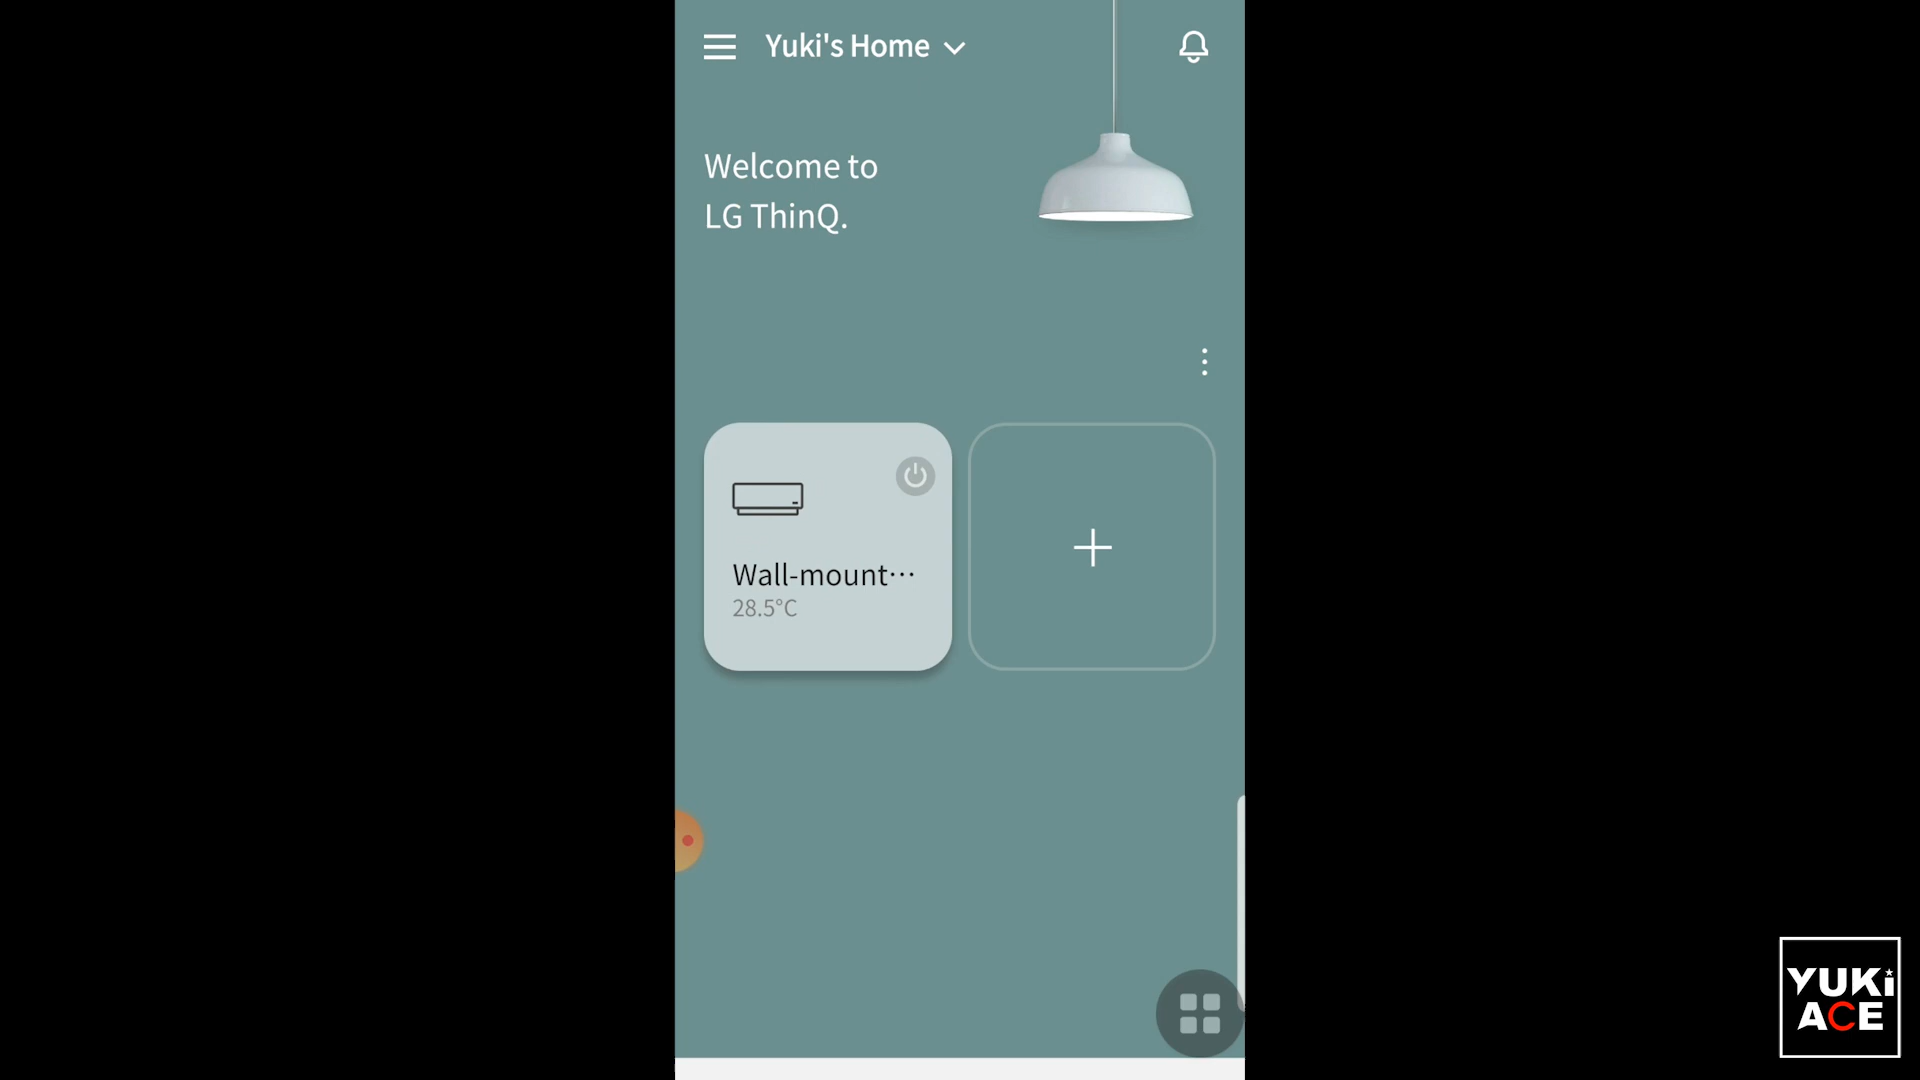 Yuki's Home
Welcome to
LG ThinQ.
Wall-mount···
28.5°C
YUKi
ACE